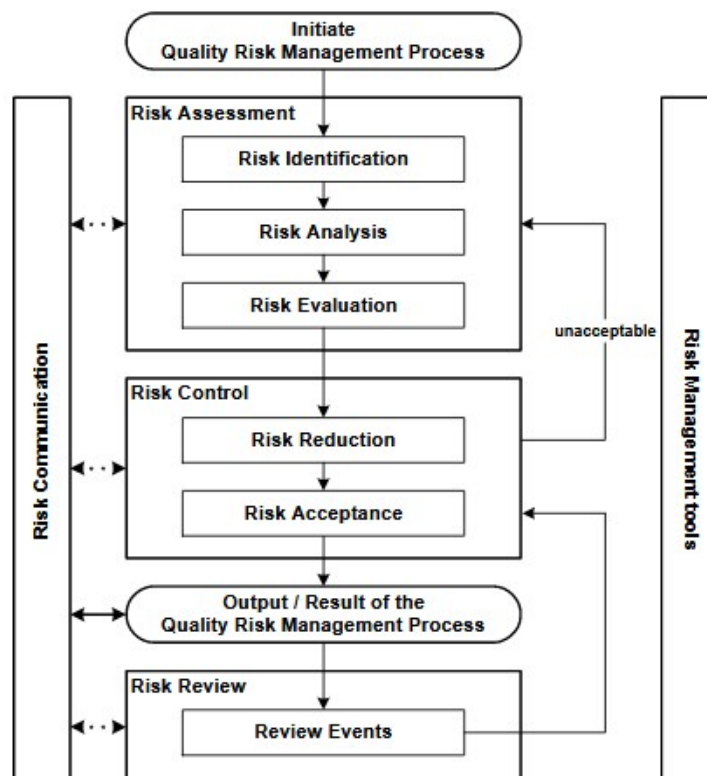 Initiate
Quality Risk Management Process
Risk Assessment
Risk Identification
Risk Analysis
Risk Evaluation
unacceptable
Risk Control
Risk Reduction
Risk Acceptance
Output / Result of the
Quality Risk Management Process
Risk Review
Review Events
Risk Communication
Risk Management tools